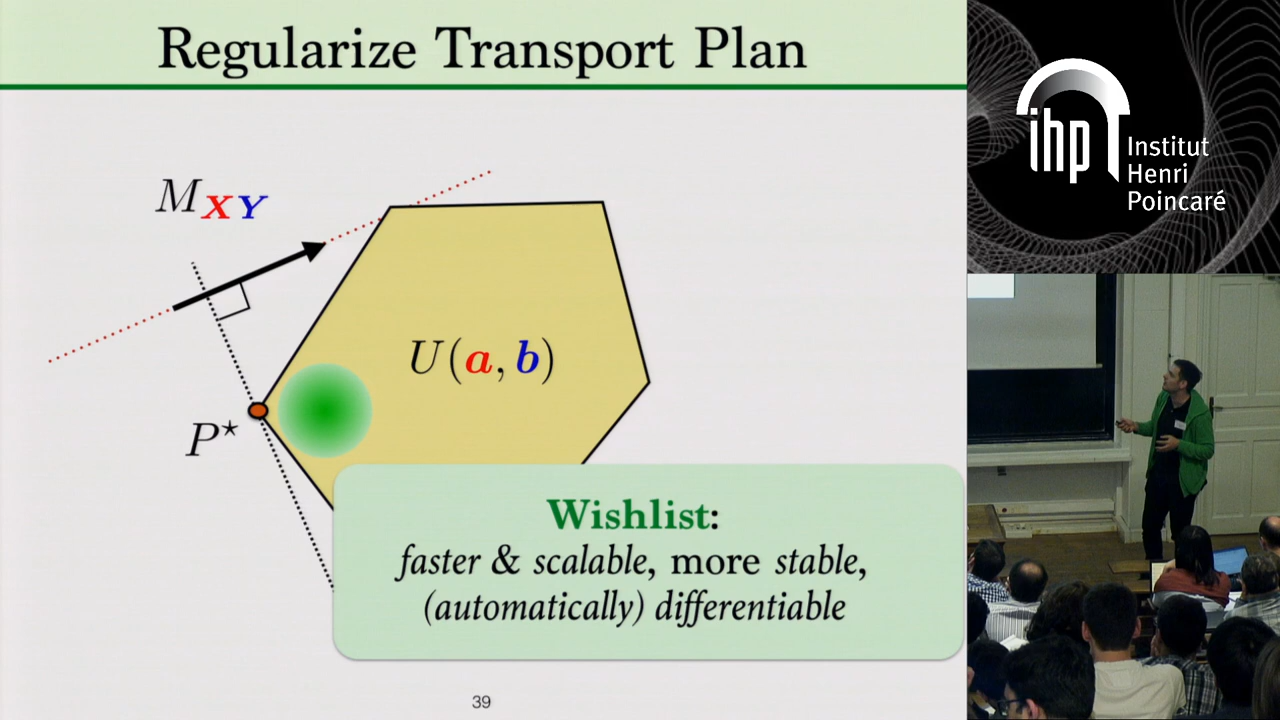 Regularize Transport Plan
M_{XY}
U(a, b)
P⋆
Wishlist:
faster & scalable, more stable,
(automatically) differentiable
39
ihp
Institut
Henri
Poincaré